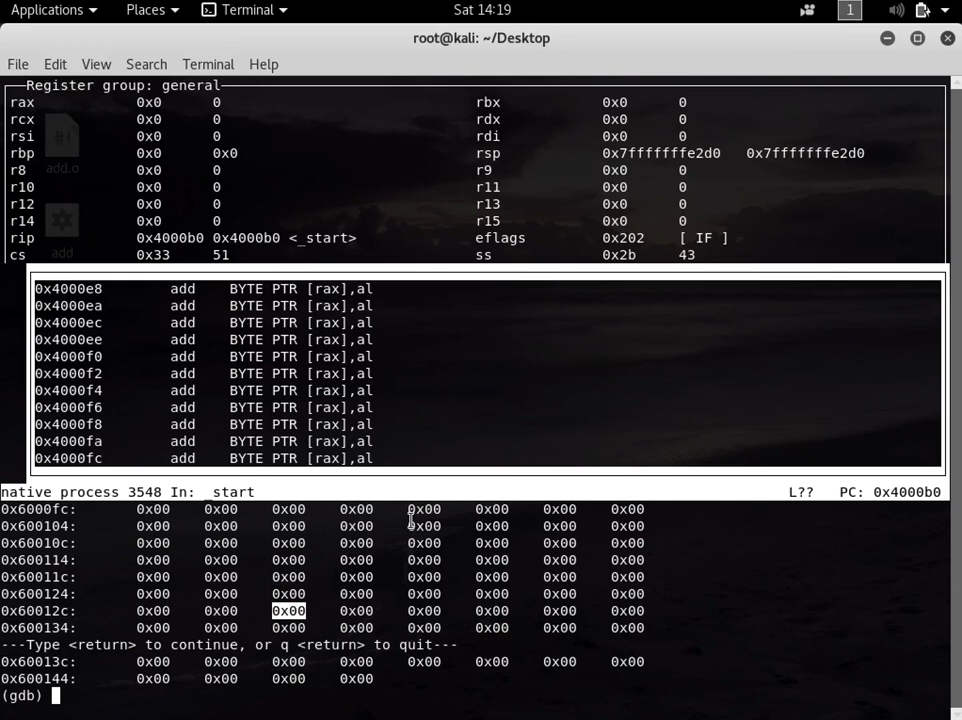 Applications Places Terminal Sat 14:19 1
root@kali: ~/Desktop
File Edit View Search Terminal Help
Register group: general
rax 0x0 0 rbx 0x0 0
rcx 0x0 0 rdx 0x0 0
rsi 0x0 0 rdi 0x0 0
rbp 0x0 0x0 rsp 0x7fffffffe2d0 0x7fffffffe2d0
r8 0x0 0 r9 0x0 0
r10 0x0 0 r11 0x0 0
r12 0x0 0 r13 0x0 0
r14 0x0 0 r15 0x0 0
rip 0x4000b0 0x4000b0 <_start> eflags 0x202 [ IF ]
cs 0x33 51 ss 0x2b 43
add.o
add
0x4000e8 add BYTE PTR [rax],al
0x4000ea add BYTE PTR [rax],al
0x4000ec add BYTE PTR [rax],al
0x4000ee add BYTE PTR [rax],al
0x4000f0 add BYTE PTR [rax],al
0x4000f2 add BYTE PTR [rax],al
0x4000f4 add BYTE PTR [rax],al
0x4000f6 add BYTE PTR [rax],al
0x4000f8 add BYTE PTR [rax],al
0x4000fa add BYTE PTR [rax],al
0x4000fc add BYTE PTR [rax],al
native process 3548 In: _start L?? PC: 0x4000b0
0x6000fc: 0x00 0x00 0x00 0x00 0x00 0x00 0x00 0x00
0x600104: 0x00 0x00 0x00 0x00 0x00 0x00 0x00 0x00
0x60010c: 0x00 0x00 0x00 0x00 0x00 0x00 0x00 0x00
0x600114: 0x00 0x00 0x00 0x00 0x00 0x00 0x00 0x00
0x60011c: 0x00 0x00 0x00 0x00 0x00 0x00 0x00 0x00
0x600124: 0x00 0x00 0x00 0x00 0x00 0x00 0x00 0x00
0x60012c: 0x00 0x00 0x00 0x00 0x00 0x00 0x00 0x00
0x600134: 0x00 0x00 0x00 0x00 0x00 0x00 0x00 0x00
---Type <return> to continue, or q <return> to quit---
0x60013c: 0x00 0x00 0x00 0x00 0x00 0x00 0x00 0x00
0x600144: 0x00 0x00 0x00 0x00
(gdb)